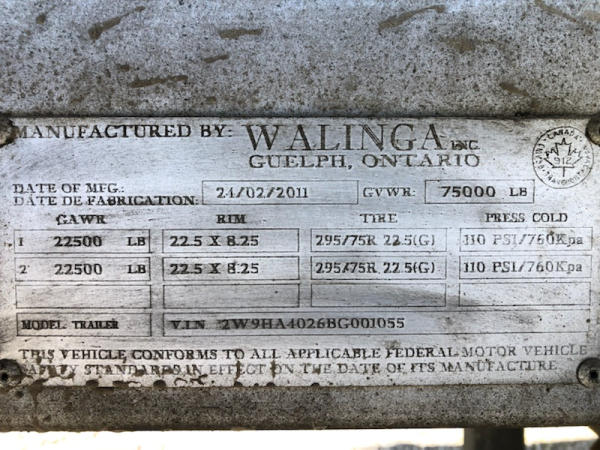 MANUFACTURED BY: WALINGA INC.
GUELPH, ONTARIO
DATE OF MFG.: 24/02/2011 GVWR: 75000 LB
DATE DE FABRICATION:
GAWR RIM TIRE PRESS COLD
1 22500 LB 22.5 X 8.25 295/75R 22.5(G) 110 PSI/760Kpa
2 22500 LB 22.5 X 8.25 295/75R 22.5(G) 110 PSI/760Kpa
MODEL TRAILER V.I.N. 2W9HA4026BG001055
THIS VEHICLE CONFORMS TO ALL APPLICABLE FEDERAL MOTOR VEHICLE
SAFETY STANDARDS IN EFFECT ON THE DATE OF ITS MANUFACTURE
CANADA
912